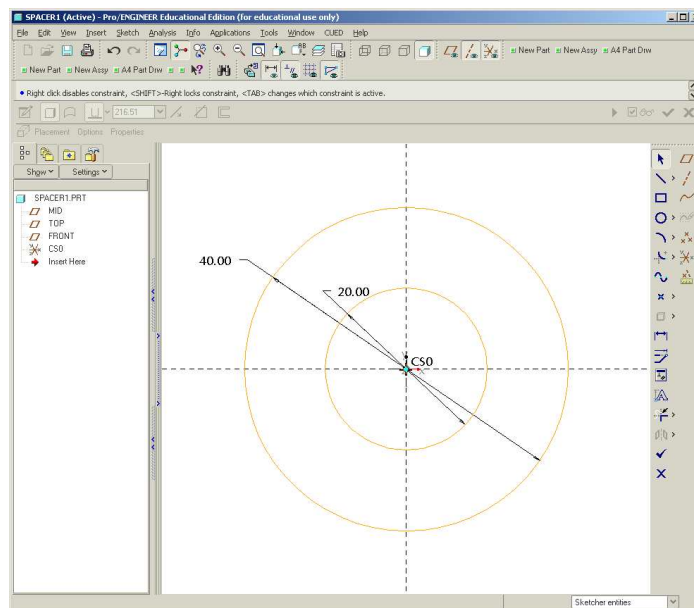 SPACER1 (Active) - Pro/ENGINEER Educational Edition (for educational use only)
File Edit View Insert Sketch Analysis Info Applications Tools Window CUED Help
New Part New Assy A4 Part Drw
New Part New Assy A4 Part Drw
Right click disables constraint, <SHIFT>-Right locks constraint, <TAB> changes which constraint is active.
216.51
Placement Options Properties
Show Settings
SPACER1.PRT
MID
TOP
FRONT
CS0
Insert Here
40.00
20.00
CS0
X
Sketcher entities